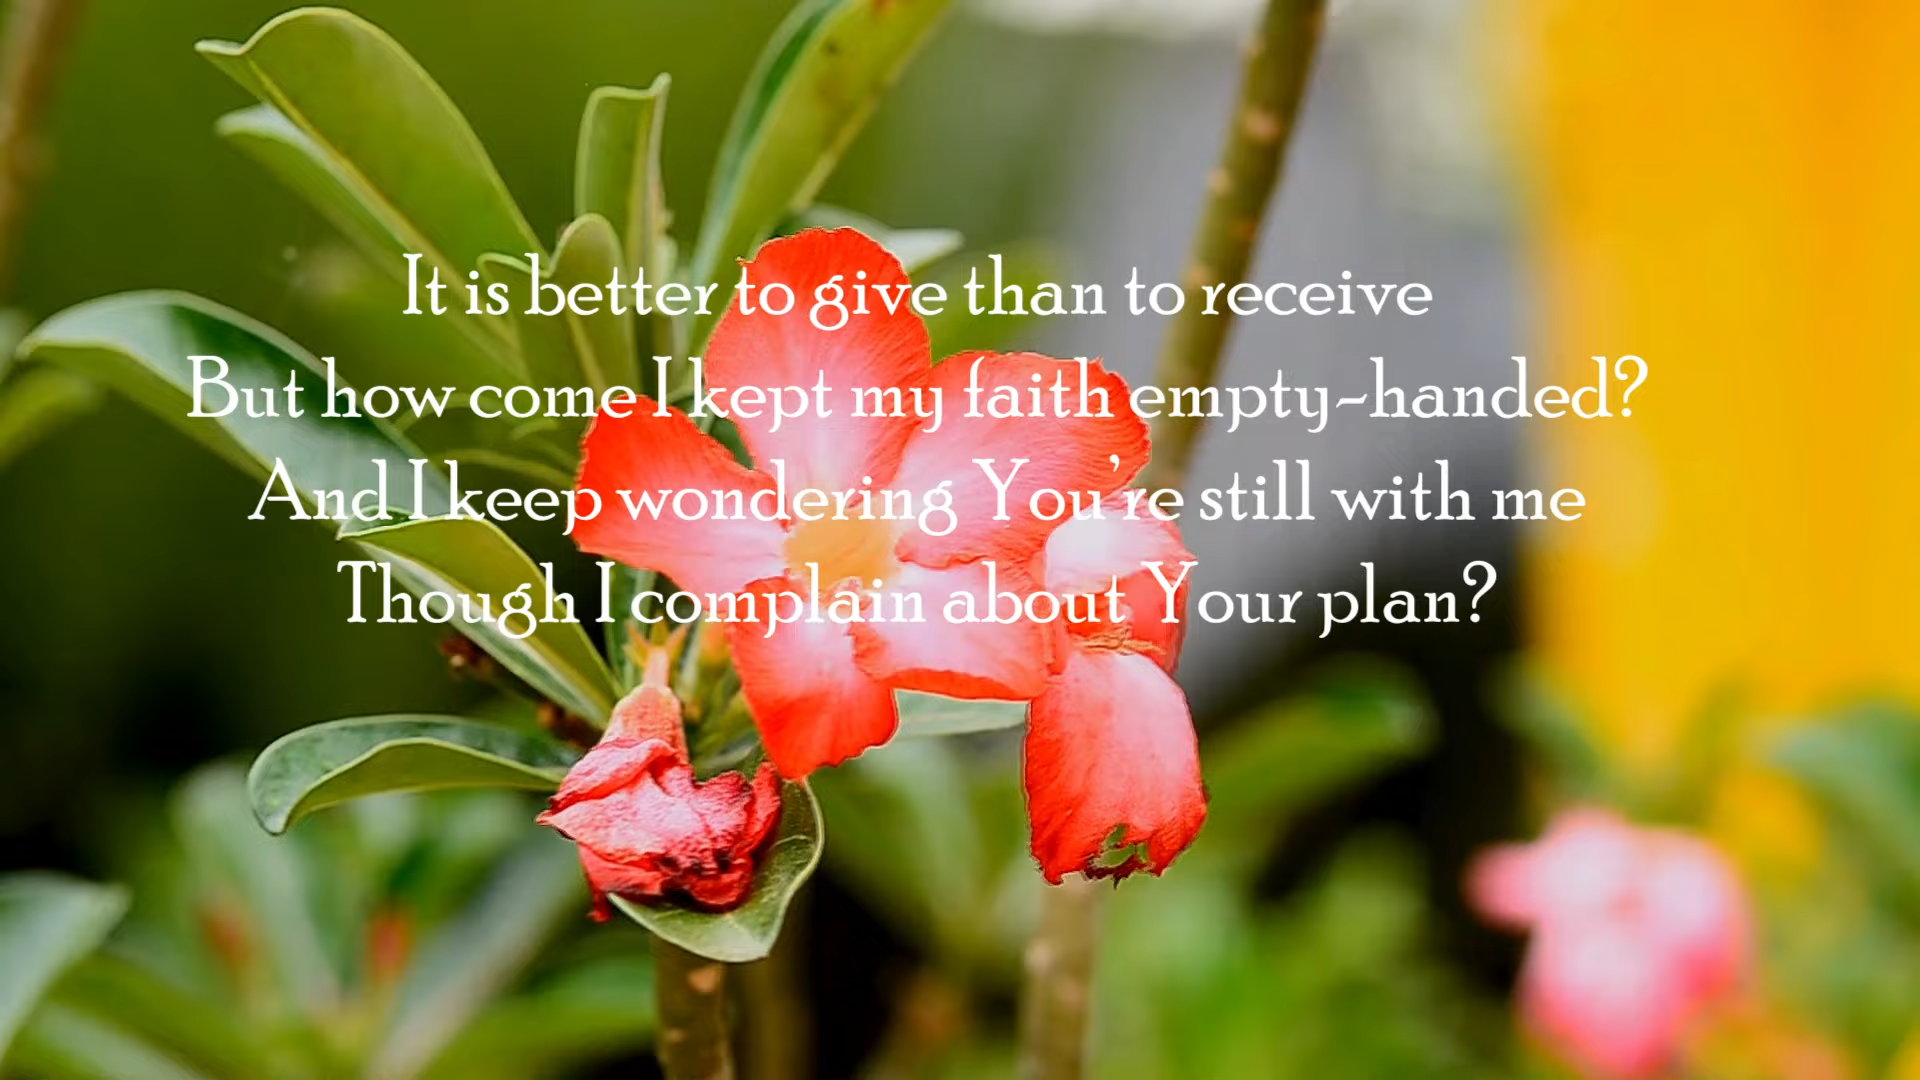 It is better to give than to receive
But how come I kept my faith empty-handed?
And I keep wondering You're still with me
Though I complain about Your plan?